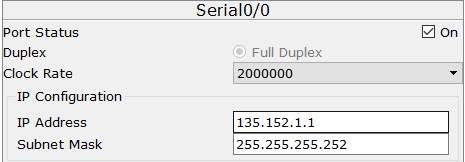 Serial0/0
Port Status On
Duplex Full Duplex
Clock Rate 2000000
IP Configuration
IP Address 135.152.1.1
Subnet Mask 255.255.255.252